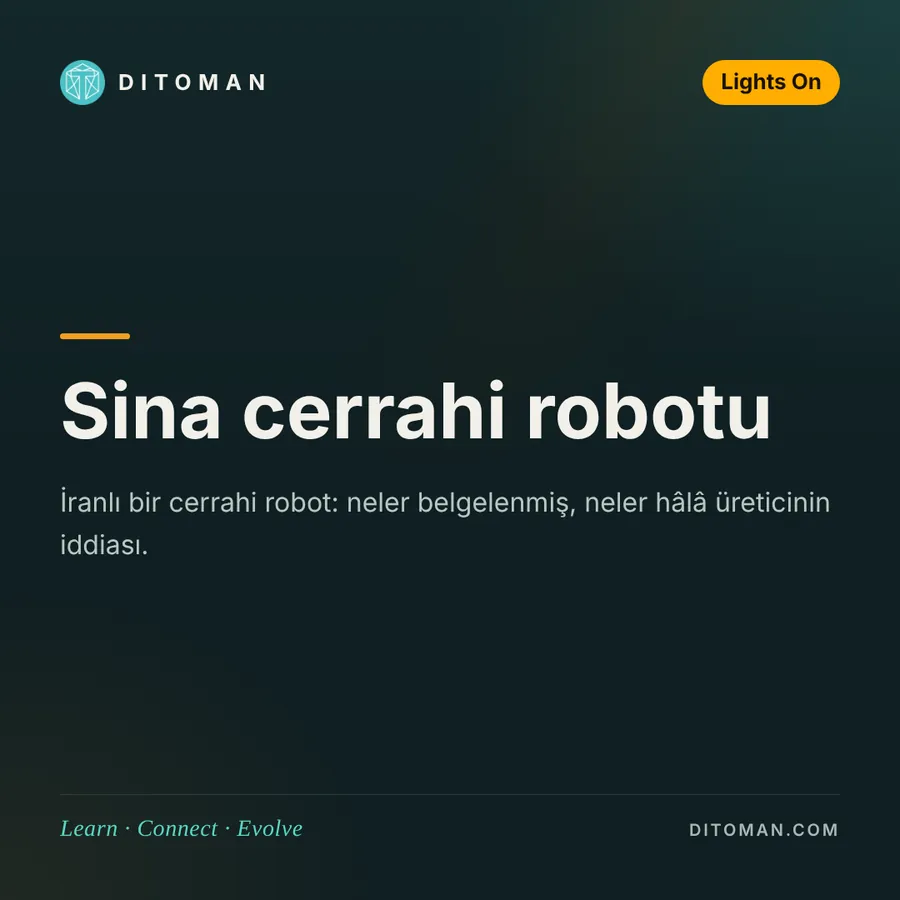 DITOMAN
Lights On
Sina cerrahi robotu
İranlı bir cerrahi robot: neler belgelenmiş, neler hâlâ üreticinin
iddiası.
Learn · Connect · Evolve
DITOMAN.COM